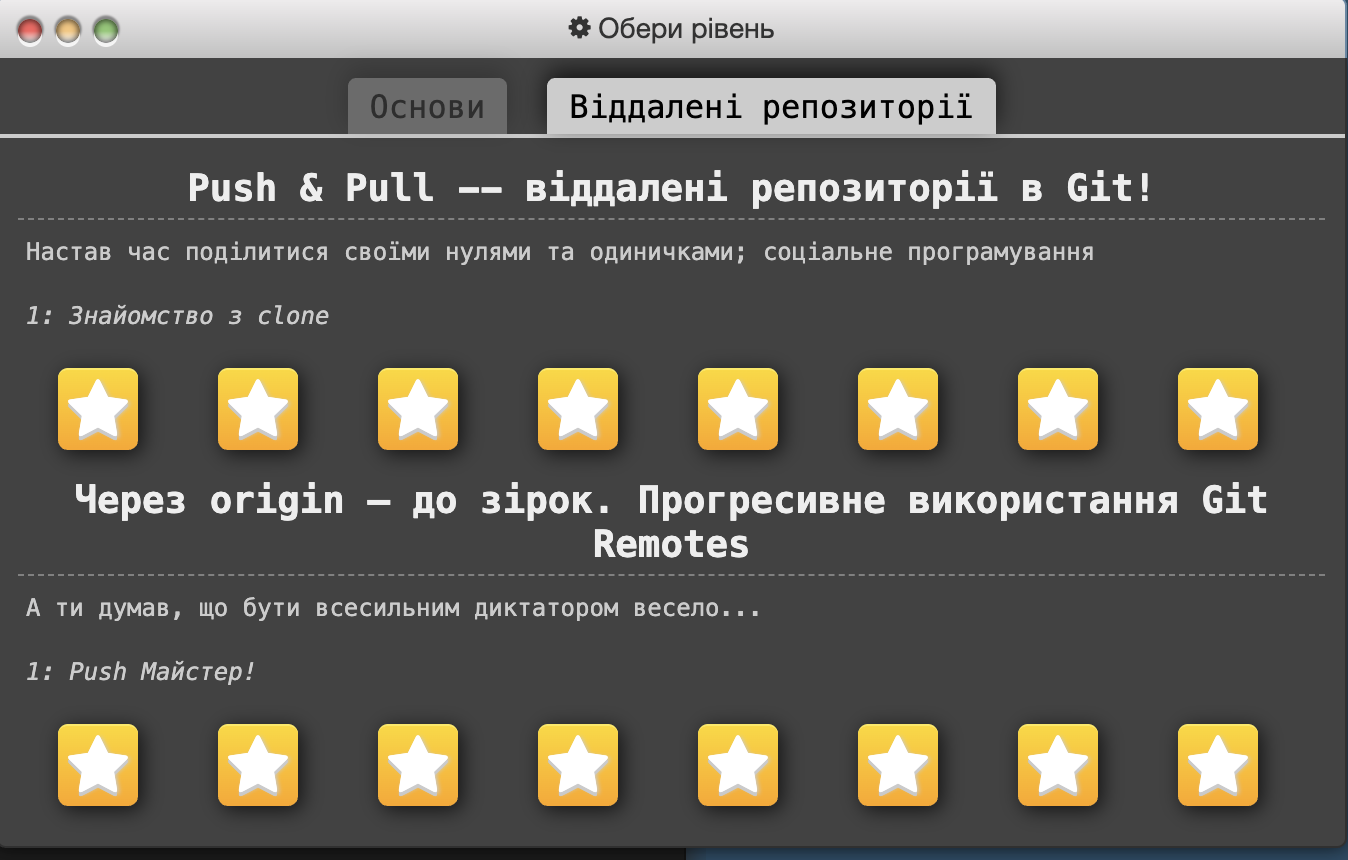 Обери рівень
Основи
Віддалені репозиторії
Push & Pull –– віддалені репозиторії в Git!
Настав час поділитися своїми нулями та одиничками; соціальне програмування
1: Знайомство з clone
Через origin – до зірок. Прогресивне використання Git
Remotes
А ти думав, що бути всесильним диктатором весело...
1: Push Майстер!